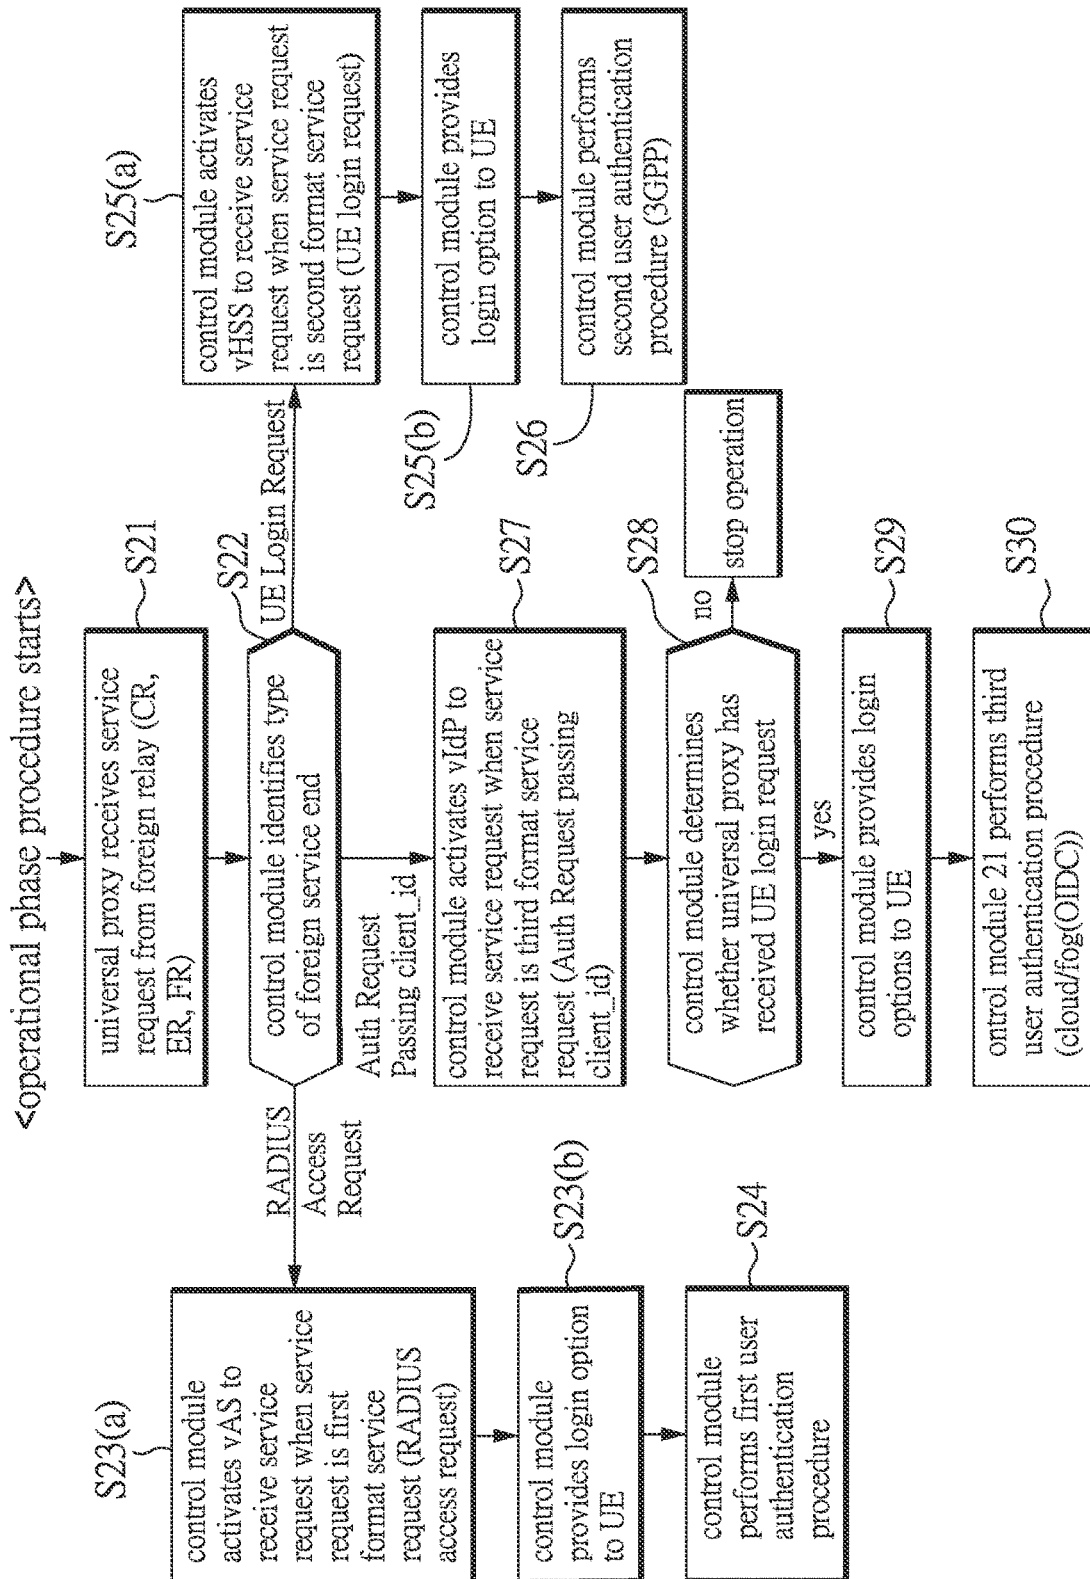 <operational phase procedure starts>
S21
universal proxy receives service
request from foreign relay (CR,
ER, FR)
S22
control module identifies type
of foreign service end
RADIUS
Access
Request
UE Login Request
Auth Request
Passing client_id
S23(a)
control module
activates vAS to
receive service
request when service
request is first
format service
request (RADIUS
access request)
S23(b)
control module
provides login option
to UE
S24
control module
performs first user
authentication
procedure
S25(a)
control module activates
vHSS to receive service
request when service request
is second format service
request (UE login request)
S25(b)
control module provides
login option to UE
S26
control module performs
second user authentication
procedure (3GPP)
S27
control module activates vIdP to
receive service request when service
request is third format service
request (Auth Request passing
client_id)
S28
control module determines
whether universal proxy has
received UE login request
no
stop operation
yes
S29
control module provides login
options to UE
S30
ontrol module 21 performs third
user authentication procedure
(cloud/fog(OIDC))